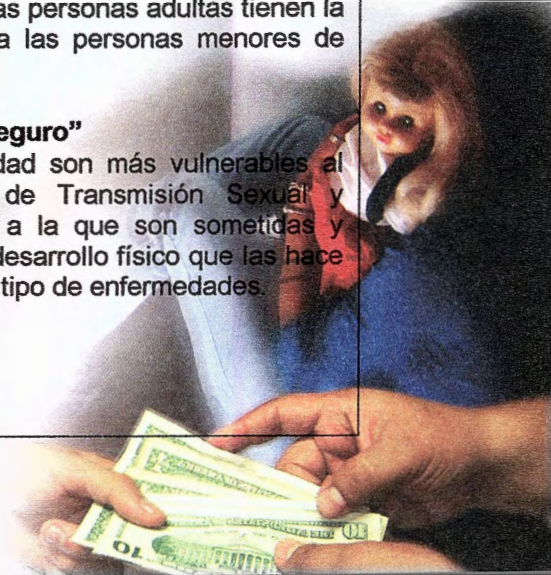 as personas adultas tienen la
a las personas menores de
eguro”
dad son más vulnerables al
de Transmisión Sexual y
a la que son sometidas y
desarrollo físico que las hace
tipo de enfermedades.
10